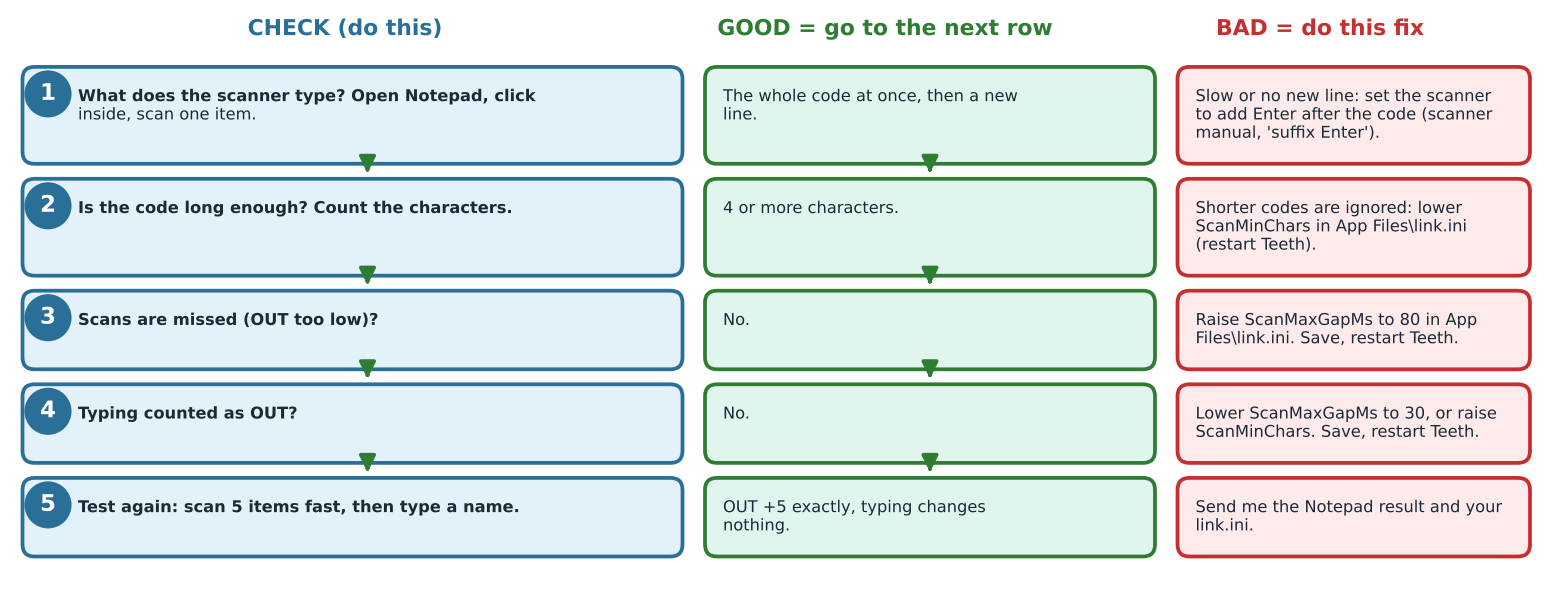 CHECK (do this)
GOOD = go to the next row
BAD = do this fix
1
What does the scanner type? Open Notepad, click
inside, scan one item.
The whole code at once, then a new
line.
Slow or no new line: set the scanner
to add Enter after the code (scanner
manual, 'suffix Enter').
2
Is the code long enough? Count the characters.
4 or more characters.
Shorter codes are ignored: lower
ScanMinChars in App Files\link.ini
(restart Teeth).
3
Scans are missed (OUT too low)?
No.
Raise ScanMaxGapMs to 80 in App
Files\link.ini. Save, restart Teeth.
4
Typing counted as OUT?
No.
Lower ScanMaxGapMs to 30, or raise
ScanMinChars. Save, restart Teeth.
5
Test again: scan 5 items fast, then type a name.
OUT +5 exactly, typing changes
nothing.
Send me the Notepad result and your
link.ini.